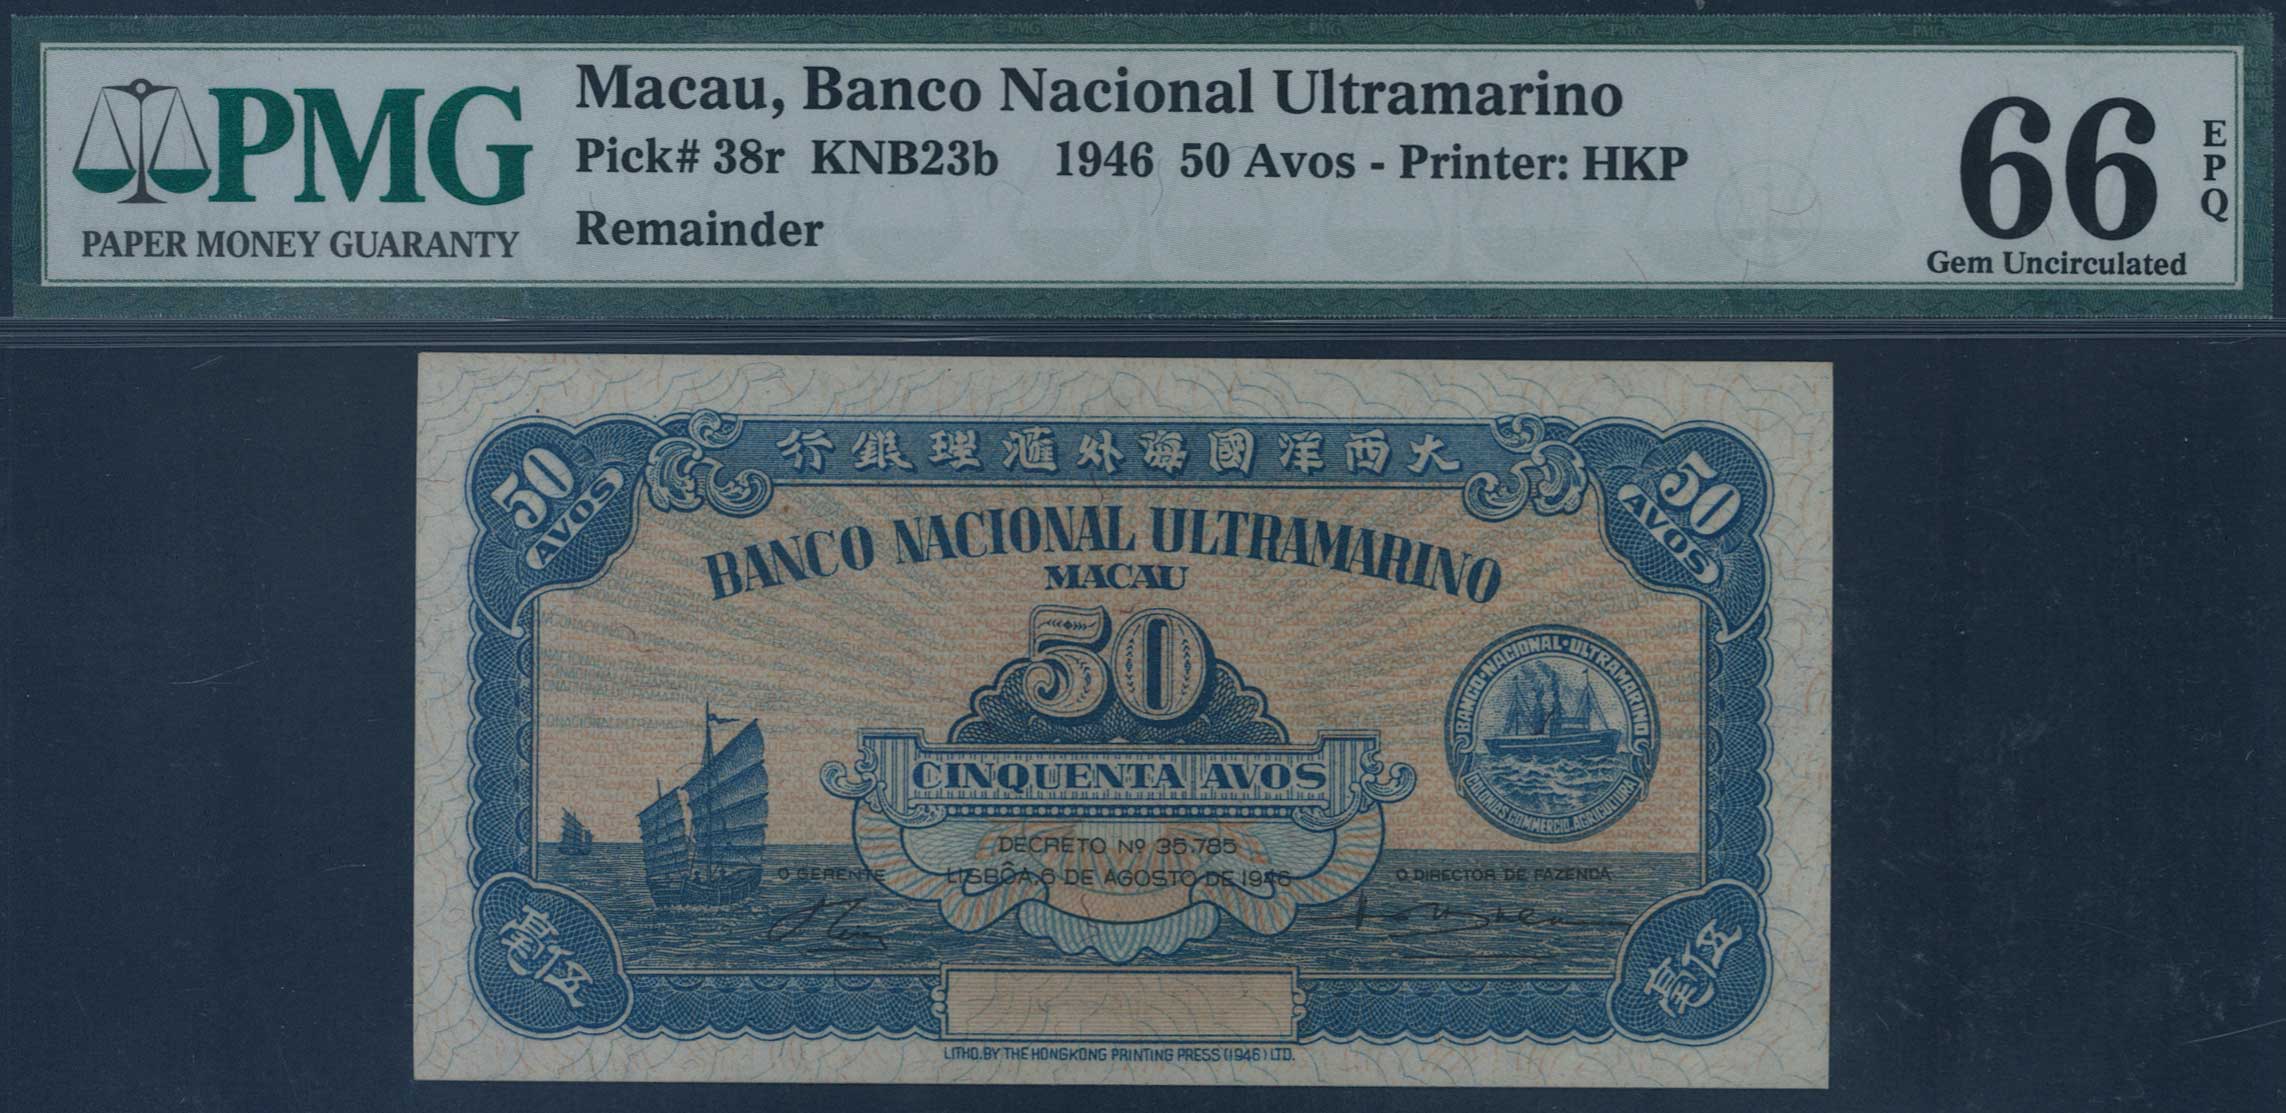 PMG
PAPER MONEY GUARANTY
Macau, Banco Nacional Ultramarino
Pick# 38r KNB23b 1946 50 Avos - Printer: HKP
Remainder
66
EPQ
Gem Uncirculated
行銀理滙外海國洋西大
50
AVOS
50
AVOS
BANCO NACIONAL ULTRAMARINO
MACAU
50
CINQUENTA AVOS
BANCO·NACIONAL·ULTRAMARINO
COLONIAS, COMMERCIO, AGRICULTURA
DECRETO Nº 35.785
LISBÔA, 6 DE AGOSTO DE 1946
O GERENTE
O DIRECTOR DE FAZENDA
毫伍
毫伍
LITHO. BY THE HONGKONG PRINTING PRESS (1946) LTD.